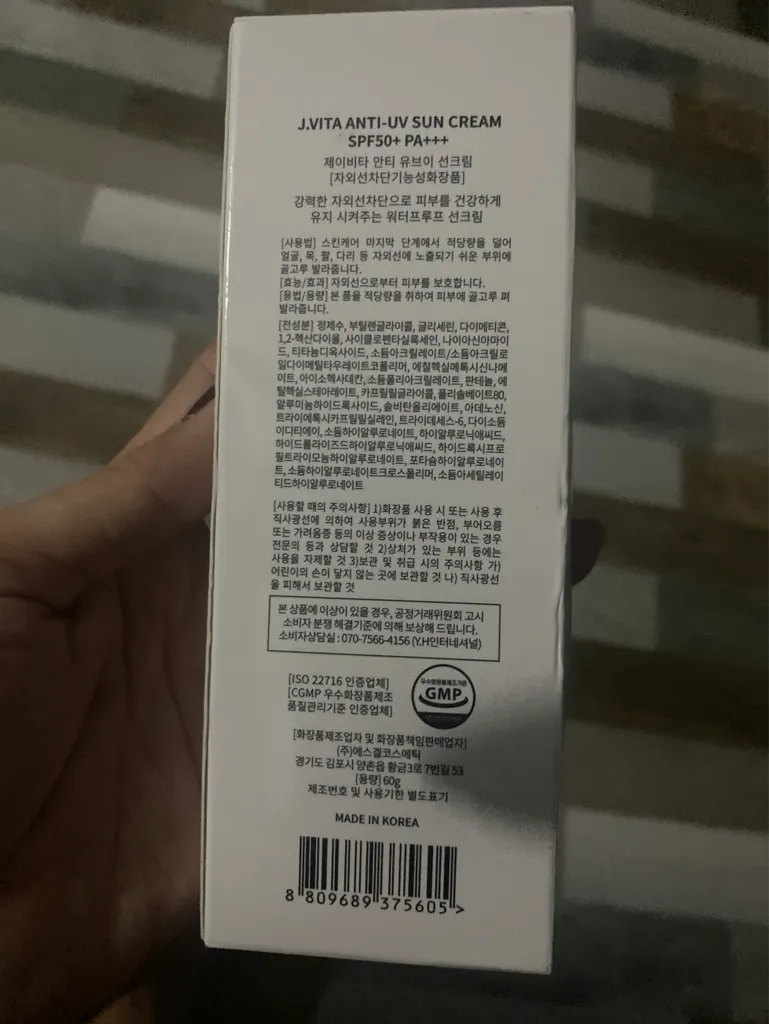 J.VITA ANTI-UV SUN CREAM
SPF50+ PA+++
제이비타 안티 유브이 선크림
[자외선차단기능성화장품]
강력한 자외선차단으로 피부를 건강하게
유지 시켜주는 워터프루프 선크림
[사용법] 스킨케어 마지막 단계에서 적당량을 덜어
얼굴, 목, 팔, 다리 등 자외선에 노출되기 쉬운 부위에
골고루 발라줍니다.
[효능/효과] 자외선으로부터 피부를 보호합니다.
[용법/용량] 본 품을 적당량을 취하여 피부에 골고루 펴
발라줍니다.
[전성분] 정제수, 부틸렌글라이콜, 글리세린, 다이메티콘,
1,2-헥산다이올, 사이클로펜타실록세인, 나이아신아마이
드, 티타늄디옥사이드, 소듐아크릴레이트/소듐아크릴로
일다이메틸타우레이트코폴리머, 에칠헥실메톡시신나메
이트, 아이소헥사데칸, 소듐폴리아크릴레이트, 판테놀, 에
틸헥실스테아레이트, 카프릴릴글라이콜, 폴리솔베이트80,
알루미늄하이드록사이드, 솔비탄올리에이트, 아데노신,
트라이에톡시카프릴릴실레인, 트라이데세스-6, 다이소듐
이디티에이, 소듐하이알루로네이트, 하이알루로닉애씨드,
하이드롤라이즈드하이알루로닉애씨드, 하이드록시프로
필트라이모늄하이알루로네이트, 포타슘하이알루로네이
트, 소듐하이알루로네이트크로스폴리머, 소듐아세틸레이
티드하이알루로네이트
[사용할 때의 주의사항] 1)화장품 사용 시 또는 사용 후
직사광선에 의하여 사용부위가 붉은 반점, 부어오름
또는 가려움증 등의 이상 증상이나 부작용이 있는 경우
전문의 등과 상담할 것 2)상처가 있는 부위 등에는
사용을 자제할 것 3)보관 및 취급 시의 주의사항 가)
어린이의 손이 닿지 않는 곳에 보관할 것 나) 직사광선
을 피해서 보관할 것
본 상품에 이상이 있을 경우, 공정거래위원회 고시
소비자 분쟁 해결기준에 의해 보상해 드립니다.
소비자상담실 : 070-7566-4156 (Y.H인터네셔널)
[ISO 22716 인증업체]
[CGMP 우수화장품제조
품질관리기준 인증업체]
우수화장품제조기준
GMP
[화장품제조업자 및 화장품책임판매업자]
(주)에스겔코스메틱
경기도 김포시 양촌읍 황금3로 7번길 53
[용량] 60g
제조번호 및 사용기한 별도표기
MADE IN KOREA
8 809689 375605 >